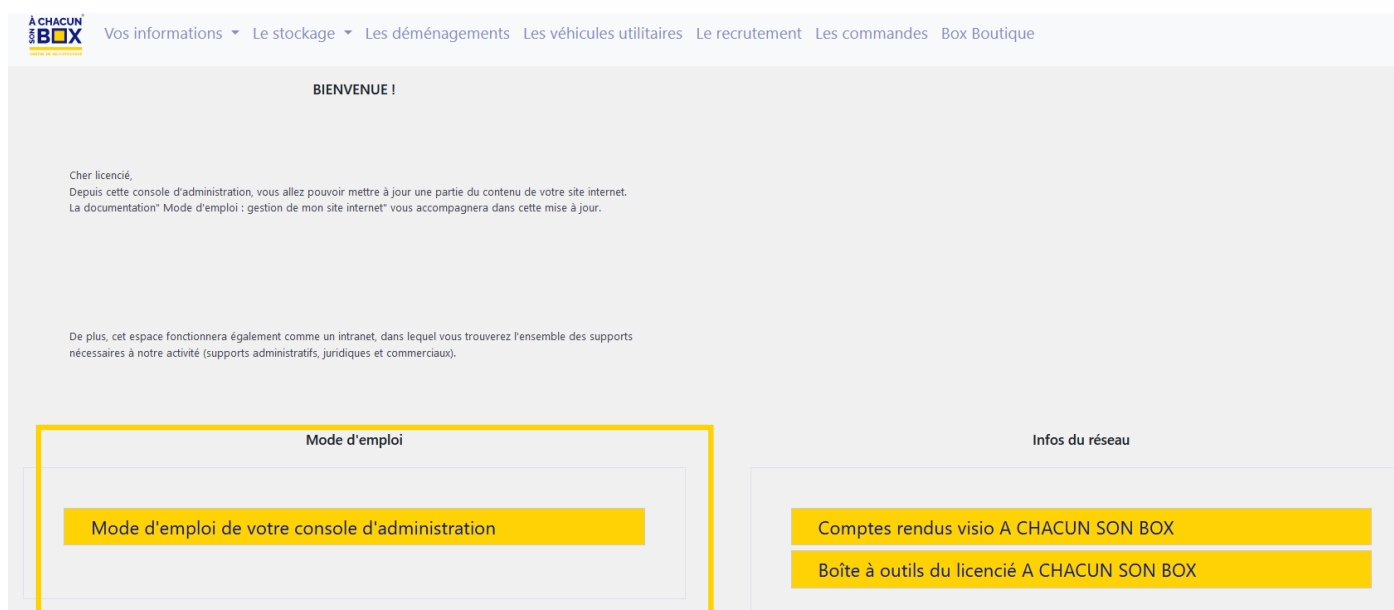 À CHACUN
SON BOX
Vos informations Le stockage Les déménagements Les véhicules utilitaires Le recrutement Les commandes Box Boutique
BIENVENUE !
Cher licencié,
Depuis cette console d'administration, vous allez pouvoir mettre à jour une partie du contenu de votre site internet.
La documentation" Mode d'emploi : gestion de mon site internet" vous accompagnera dans cette mise à jour.
De plus, cet espace fonctionnera également comme un intranet, dans lequel vous trouverez l'ensemble des supports
nécessaires à notre activité (supports administratifs, juridiques et commerciaux).
Mode d'emploi
Mode d'emploi de votre console d'administration
Infos du réseau
Comptes rendus visio A CHACUN SON BOX
Boîte à outils du licencié A CHACUN SON BOX